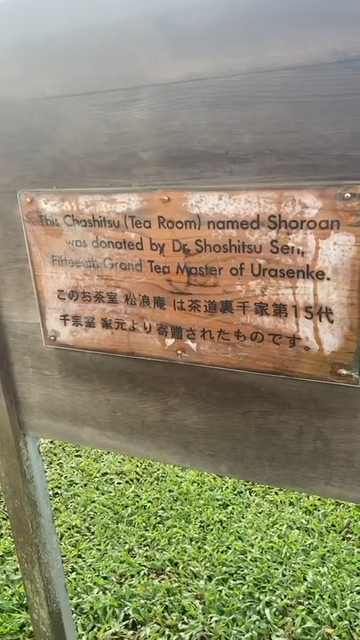 This Chashitsu (Tea Room) named Shoroan
was donated by Dr. Shoshitsu Sen,
Fifteenth Grand Tea Master of Urasenke.
このお茶室 松浪庵 は茶道裏千家第15代
千宗室 家元より寄贈されたものです。